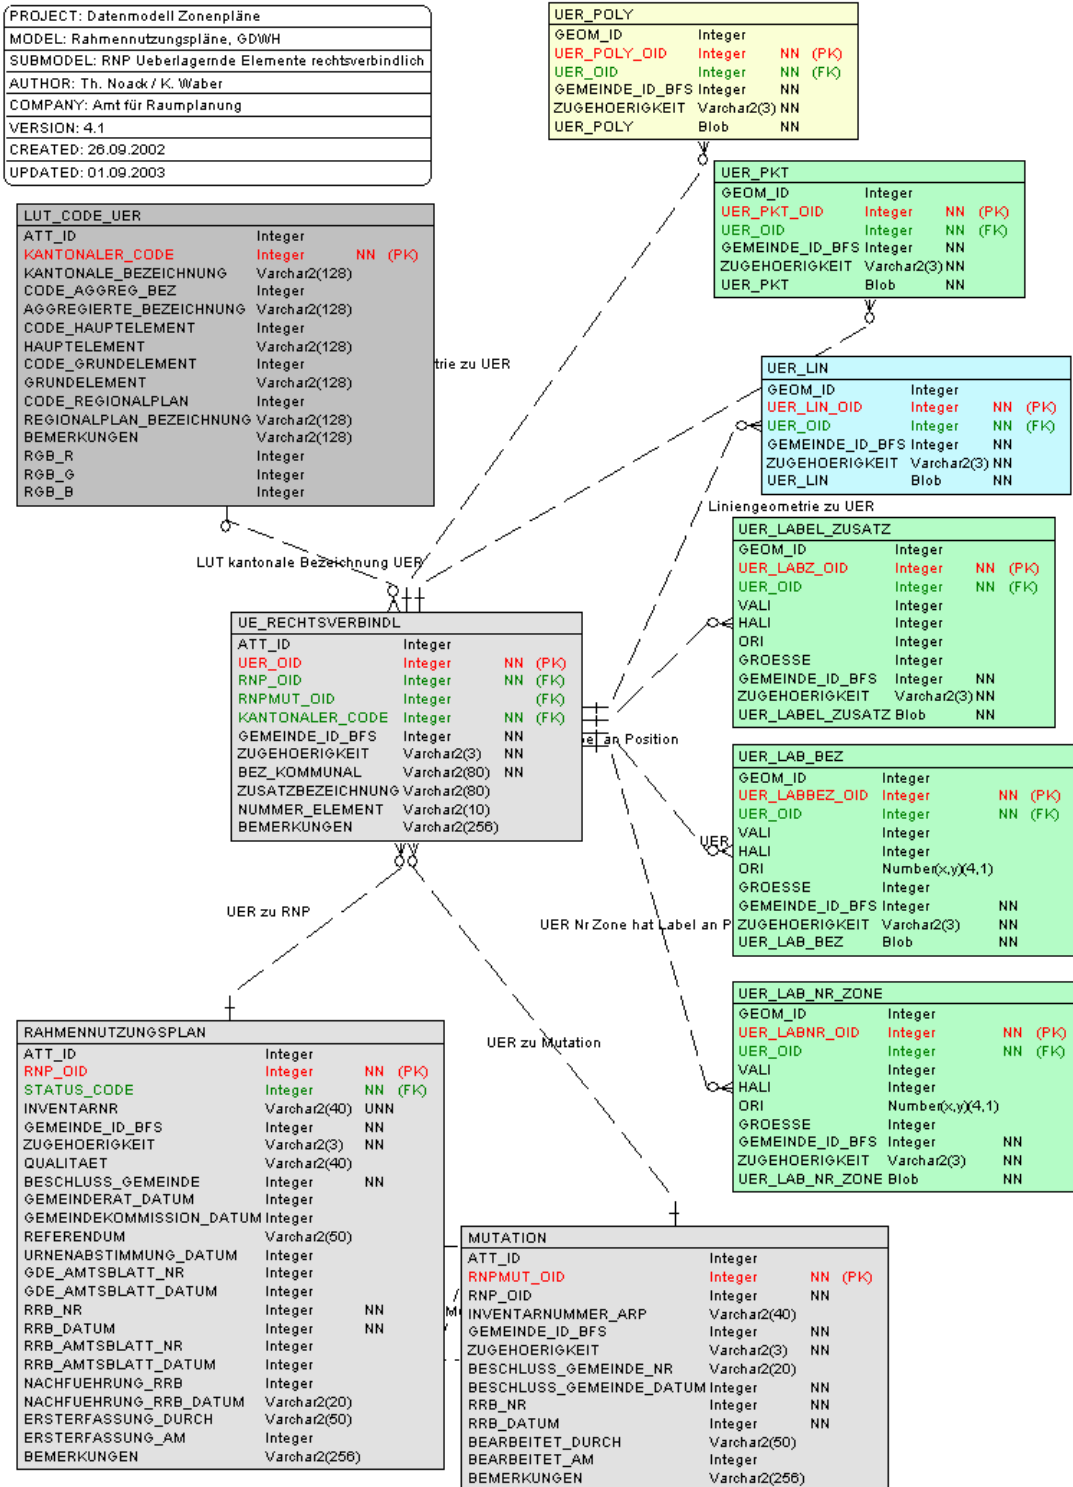 PROJECT: Datenmodell Zonenpläne
MODEL: Rahmennutzungspläne, GDWH
SUBMODEL: RNP Ueberlagernde Elemente rechtsverbindlich
AUTHOR: Th. Noack / K. Waber
COMPANY: Amt für Raumplanung
VERSION: 4.1
CREATED: 26.09.2002
UPDATED: 01.09.2003
UER_POLY
GEOM_ID Integer
UER_POLY_OID Integer NN (PK)
UER_OID Integer NN (FK)
GEMEINDE_ID_BFS Integer NN
ZUGEHOERIGKEIT Varchar2(3) NN
UER_POLY Blob NN
UER_PKT
GEOM_ID Integer
UER_PKT_OID Integer NN (PK)
UER_OID Integer NN (FK)
GEMEINDE_ID_BFS Integer NN
ZUGEHOERIGKEIT Varchar2(3) NN
UER_PKT Blob NN
LUT_CODE_UER
ATT_ID Integer
KANTONALER_CODE Integer NN (PK)
KANTONALE_BEZEICHNUNG Varchar2(128)
CODE_AGGREG_BEZ Integer
AGGREGIERTE_BEZEICHNUNG Varchar2(128)
CODE_HAUPTELEMENT Integer
HAUPTELEMENT Varchar2(128)
CODE_GRUNDELEMENT Integer
GRUNDELEMENT Varchar2(128)
CODE_REGIONALPLAN Integer
REGIONALPLAN_BEZEICHNUNG Varchar2(128)
BEMERKUNGEN Varchar2(128)
RGB_R Integer
RGB_G Integer
RGB_B Integer
trie zu UER
UER_LIN
GEOM_ID Integer
UER_LIN_OID Integer NN (PK)
UER_OID Integer NN (FK)
GEMEINDE_ID_BFS Integer NN
ZUGEHOERIGKEIT Varchar2(3) NN
UER_LIN Blob NN
Liniengeometrie zu UER
LUT kantonale Bezeichnung UER
UER_LABEL_ZUSATZ
GEOM_ID Integer
UER_LABZ_OID Integer NN (PK)
UER_OID Integer NN (FK)
VALI Integer
HALI Integer
ORI Integer
GROESSE Integer
GEMEINDE_ID_BFS Integer NN
ZUGEHOERIGKEIT Varchar2(3) NN
UER_LABEL_ZUSATZ Blob NN
UE_RECHTSVERBINDL
ATT_ID Integer
UER_OID Integer NN (PK)
RNP_OID Integer NN (FK)
RNPMUT_OID Integer (FK)
KANTONALER_CODE Integer NN (FK)
GEMEINDE_ID_BFS Integer NN
ZUGEHOERIGKEIT Varchar2(3) NN
BEZ_KOMMUNAL Varchar2(80) NN
ZUSATZBEZEICHNUNG Varchar2(80)
NUMMER_ELEMENT Varchar2(10)
BEMERKUNGEN Varchar2(256)
bel an Position
UER
UER_LAB_BEZ
GEOM_ID Integer
UER_LABBEZ_OID Integer NN (PK)
UER_OID Integer NN (FK)
VALI Integer
HALI Integer
ORI Number(x,y)(4,1)
GROESSE Integer
GEMEINDE_ID_BFS Integer NN
ZUGEHOERIGKEIT Varchar2(3) NN
UER_LAB_BEZ Blob NN
UER zu RNP
UER Nr Zone hat Label an P
UER_LAB_NR_ZONE
GEOM_ID Integer
UER_LABNR_OID Integer NN (PK)
UER_OID Integer NN (FK)
VALI Integer
HALI Integer
ORI Number(x,y)(4,1)
GROESSE Integer
GEMEINDE_ID_BFS Integer NN
ZUGEHOERIGKEIT Varchar2(3) NN
UER_LAB_NR_ZONE Blob NN
UER zu Mutation
RAHMENNUTZUNGSPLAN
ATT_ID Integer
RNP_OID Integer NN (PK)
STATUS_CODE Integer NN (FK)
INVENTARNR Varchar2(40) UNN
GEMEINDE_ID_BFS Integer NN
ZUGEHOERIGKEIT Varchar2(3) NN
QUALITAET Varchar2(40)
BESCHLUSS_GEMEINDE Integer NN
GEMEINDERAT_DATUM Integer
GEMEINDEKOMMISSION_DATUM Integer
REFERENDUM Varchar2(50)
URNENABSTIMMUNG_DATUM Integer
GDE_AMTSBLATT_NR Integer
GDE_AMTSBLATT_DATUM Integer
RRB_NR Integer NN
RRB_DATUM Integer NN
RRB_AMTSBLATT_NR Integer
RRB_AMTSBLATT_DATUM Integer
NACHFUEHRUNG_RRB Integer
NACHFUEHRUNG_RRB_DATUM Varchar2(20)
ERSTERFASSUNG_DURCH Varchar2(50)
ERSTERFASSUNG_AM Integer
BEMERKUNGEN Varchar2(256)
MUTATION
ATT_ID Integer
RNPMUT_OID Integer NN (PK)
RNP_OID Integer NN
INVENTARNUMMER_ARP Varchar2(40)
GEMEINDE_ID_BFS Integer NN
ZUGEHOERIGKEIT Varchar2(3) NN
BESCHLUSS_GEMEINDE_NR Varchar2(20)
BESCHLUSS_GEMEINDE_DATUM Integer NN
RRB_NR Integer NN
RRB_DATUM Integer NN
BEARBEITET_DURCH Varchar2(50)
BEARBEITET_AM Integer
BEMERKUNGEN Varchar2(256)